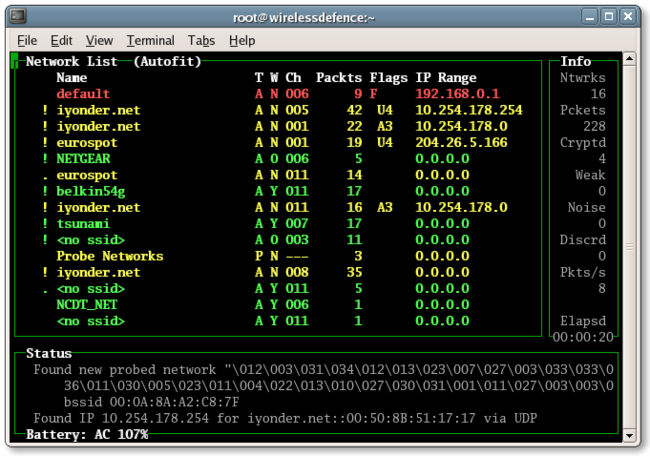 root@wirelessdefence:~
File Edit View Terminal Tabs Help
Network List (Autofit)
Info
Name T W Ch Packts Flags IP Range
Ntwrks
default A N 006 9 F 192.168.0.1
16
! iyonder.net A N 005 42 U4 10.254.178.254
Pckets
! iyonder.net A N 001 22 A3 10.254.178.0
228
! eurospot A N 001 19 U4 204.26.5.166
Cryptd
! NETGEAR A O 006 5 0.0.0.0
4
. eurospot A N 011 14 0.0.0.0
Weak
! belkin54g A Y 011 17 0.0.0.0
0
! iyonder.net A N 011 16 A3 10.254.178.0
Noise
! tsunami A Y 007 17 0.0.0.0
0
! <no ssid> A O 003 11 0.0.0.0
Discrd
Probe Networks P N --- 3 0.0.0.0
0
! iyonder.net A N 008 35 0.0.0.0
Pkts/s
. <no ssid> A Y 011 5 0.0.0.0
8
NCDT_NET A Y 006 1 0.0.0.0
<no ssid> A Y 011 1 0.0.0.0
Elapsd
00:00:20
Status
Found new probed network "\012\003\031\034\012\013\023\007\027\003\033\033\0
36\011\030\005\023\011\004\022\013\010\027\030\031\001\011\027\003\003\0
bssid 00:0A:8A:A2:C8:7F
Found IP 10.254.178.254 for iyonder.net::00:50:8B:51:17:17 via UDP
Battery: AC 107%